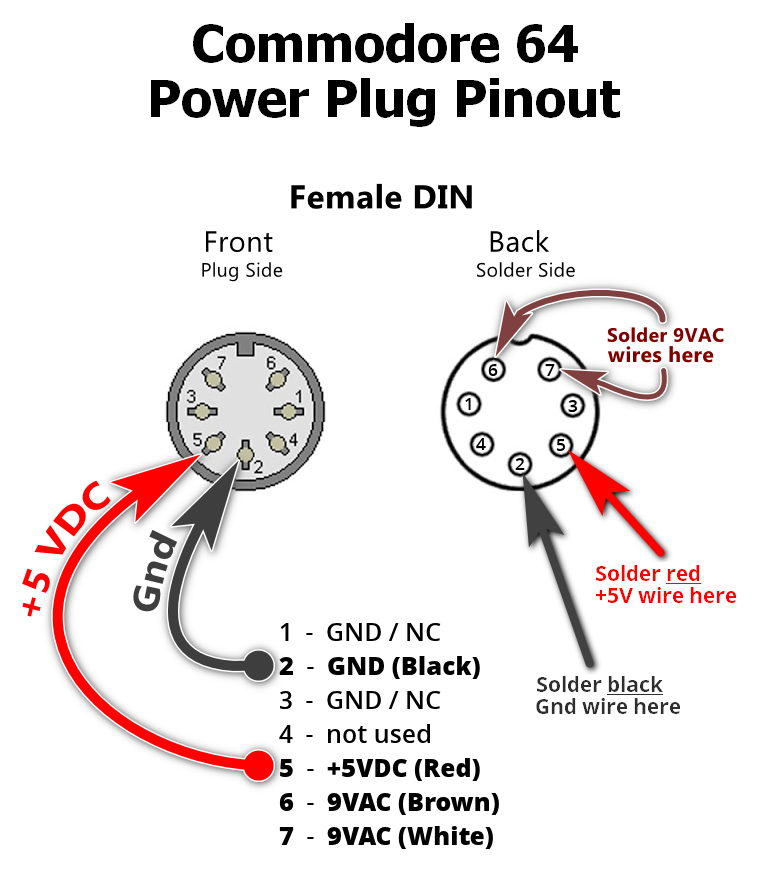 Commodore 64
Power Plug Pinout
Female DIN
Front
Plug Side
Back
Solder Side
7
6
3
1
5
4
2
+5 VDC
Gnd
Solder 9VAC
wires here
6
7
1
3
4
5
2
Solder red
+5V wire here
Solder black
Gnd wire here
1 - GND / NC
2 - GND (Black)
3 - GND / NC
4 - not used
5 - +5VDC (Red)
6 - 9VAC (Brown)
7 - 9VAC (White)